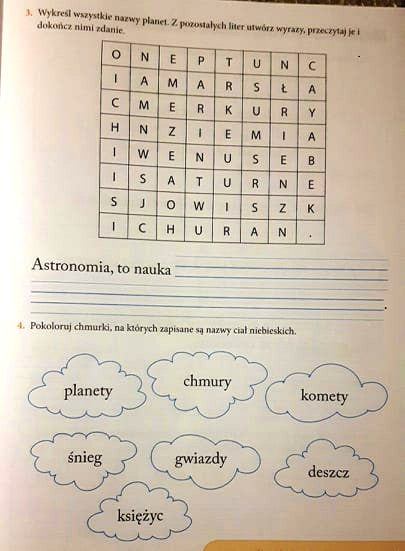 3. Wykreśl wszystkie nazwy planet. Z pozostałych liter utwórz wyrazy, przeczytaj je i
dokończ nimi zdanie.
O N E P T U N C
I A M A R S Ł A
C M E R K U R Y
H N Z I E M I A
I W E N U S E B
I S A T U R N E
S J O W I S Z K
I C H U R A N .
Astronomia, to nauka
.
4. Pokoloruj chmurki, na których zapisane są nazwy ciał niebieskich.
planety chmury komety
śnieg gwiazdy deszcz
księżyc